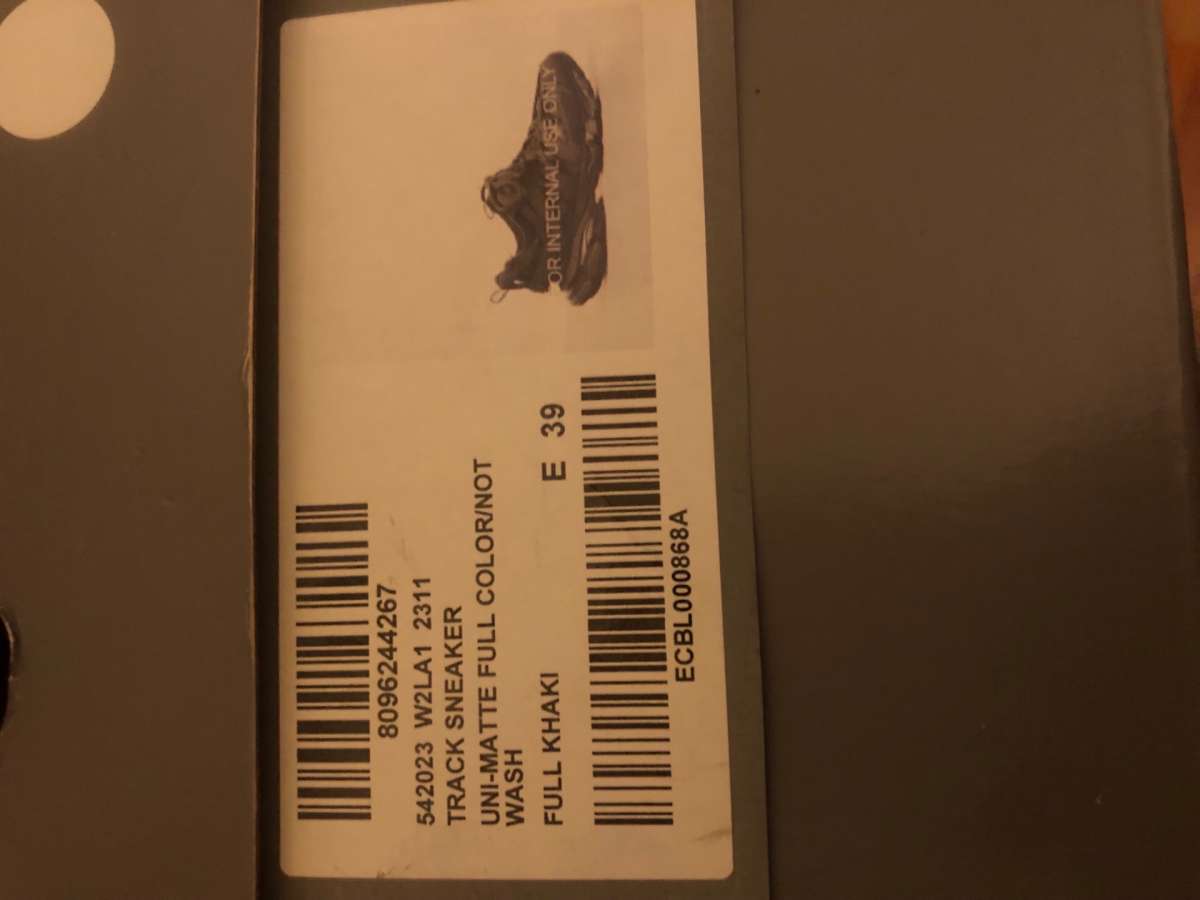 8096244267
542023 W2LA1 2311
TRACK SNEAKER
UNI-MATTE FULL COLOR/NOT
WASH
FULL KHAKI E 39
ECBL000868A
OR INTERNAL USE ONLY